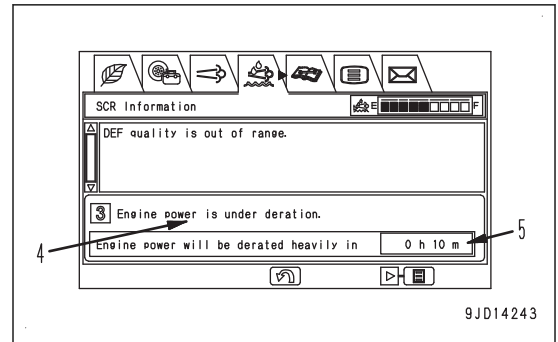 SCR Information
E F
DEF quality is out of range.
3 Engine power is under deration.
4
Engine power will be derated heavily in 0 h 10 m
5
9JD14243